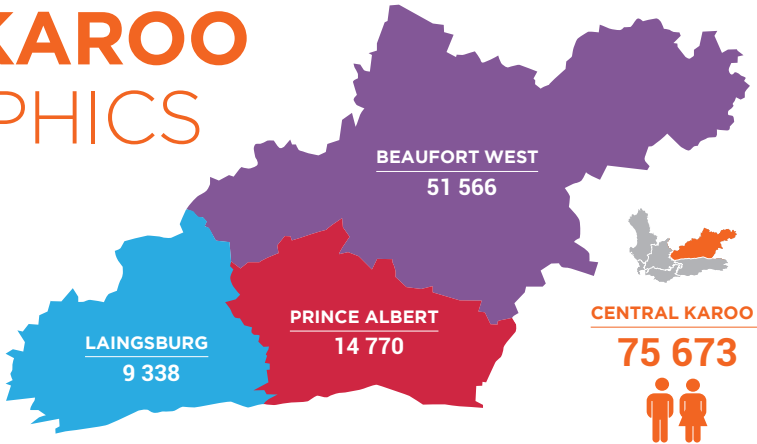 KAROO
PHICS
BEAUFORT WEST
51 566
PRINCE ALBERT
14 770
LAINGSBURG
9 338
CENTRAL KAROO
75 673